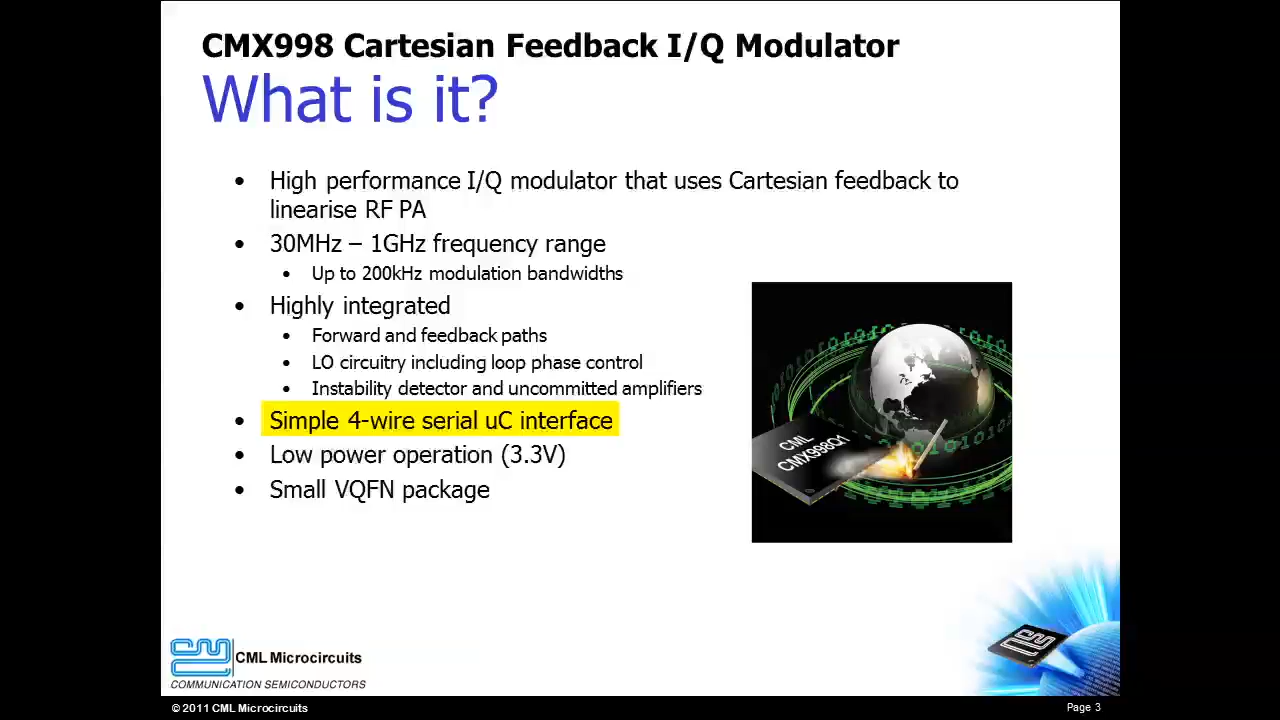 CMX998 Cartesian Feedback I/Q Modulator
What is it?
• High performance I/Q modulator that uses Cartesian feedback to
linearise RF PA
• 30MHz – 1GHz frequency range
• Up to 200kHz modulation bandwidths
• Highly integrated
• Forward and feedback paths
• LO circuitry including loop phase control
• Instability detector and uncommitted amplifiers
• Simple 4-wire serial uC interface
• Low power operation (3.3V)
• Small VQFN package
CML
CMX998Q1
CML Microcircuits
COMMUNICATION SEMICONDUCTORS
© 2011 CML Microcircuits
Page 3